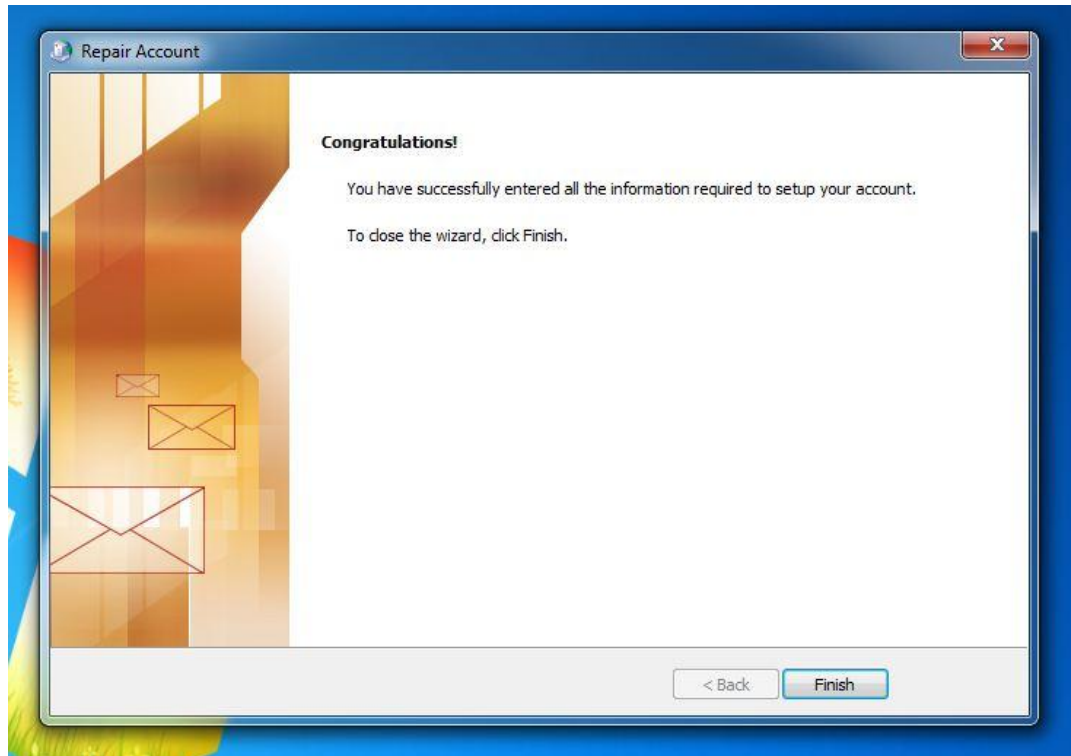 Repair Account
Congratulations!
You have successfully entered all the information required to setup your account.
To close the wizard, click Finish.
< Back
Finish